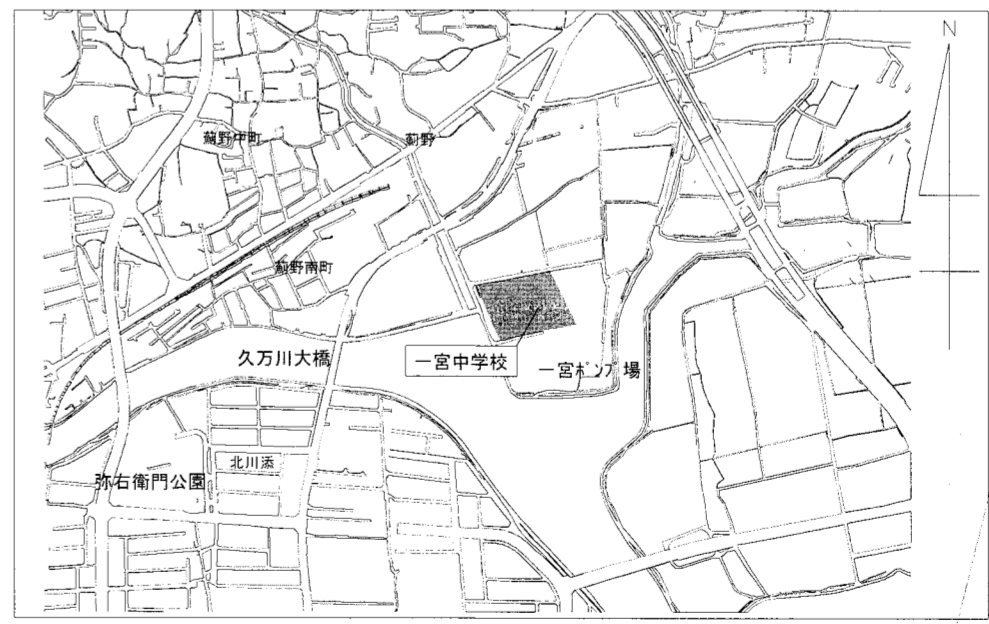 N
薊野中町
薊野
薊野南町
久万川大橋
一宮中学校
一宮ポンプ場
北川添
弥右衛門公園